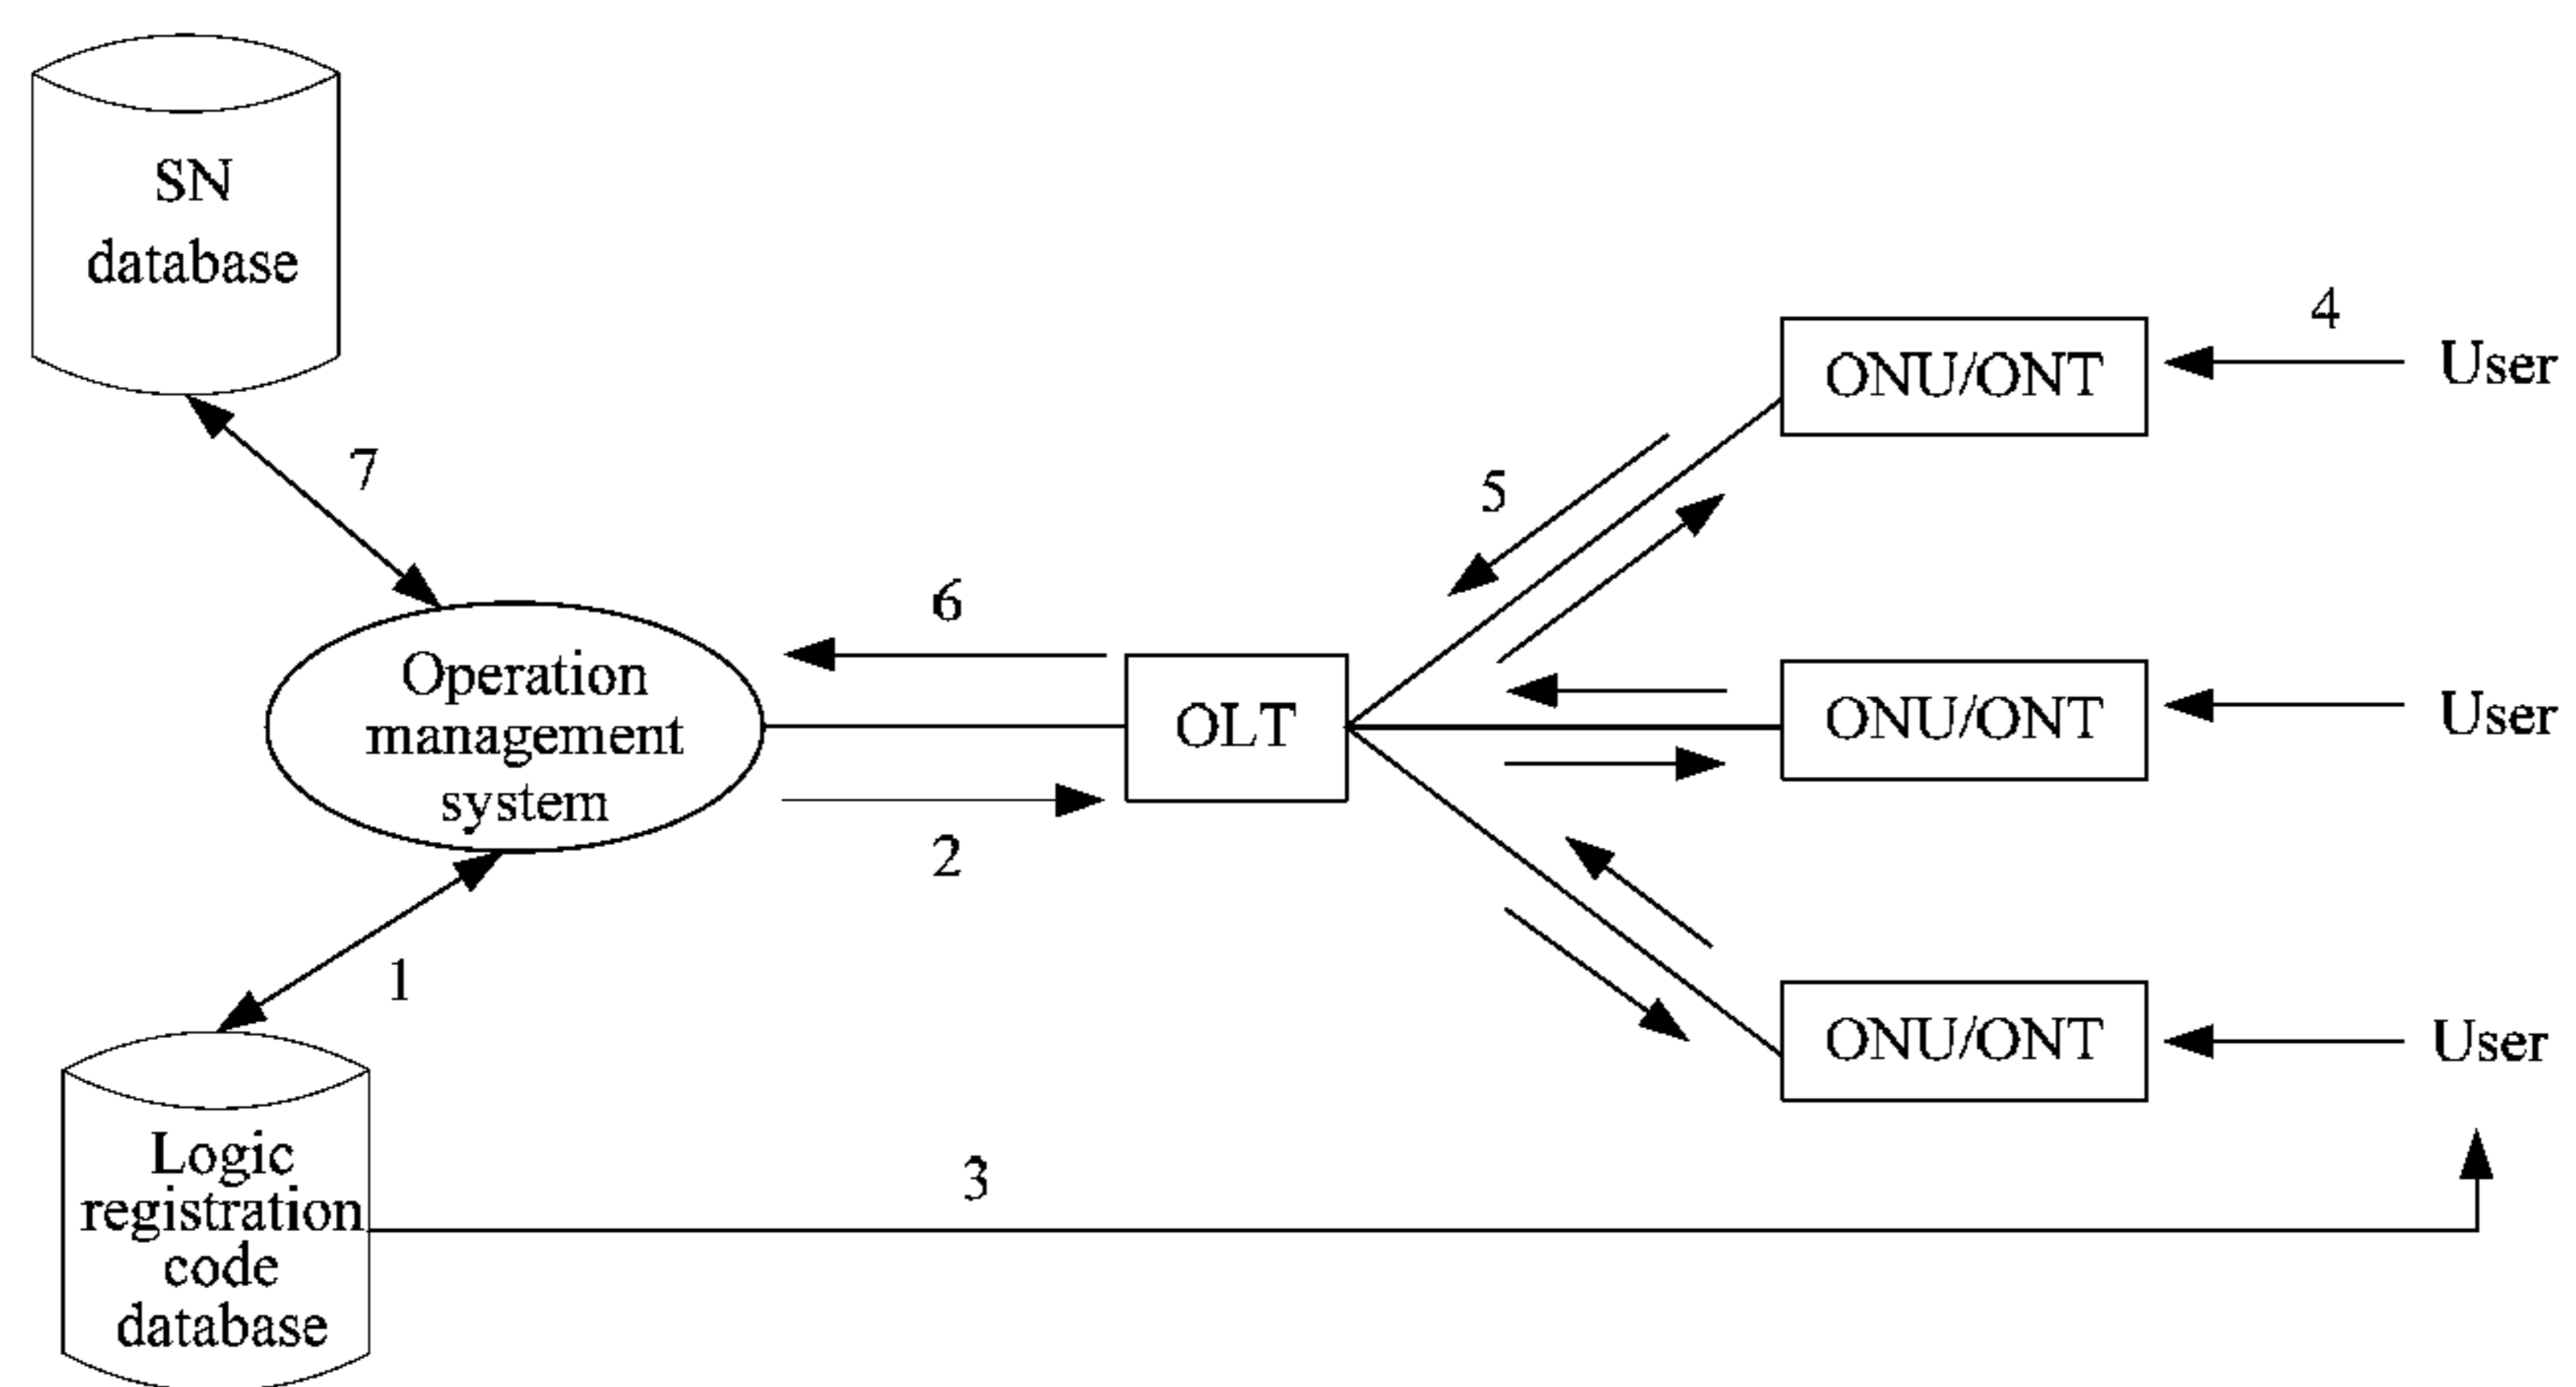 SN
database
4
ONU/ONT
User
7
5
6
Operation
management
system
OLT
ONU/ONT
User
2
1
ONU/ONT
User
Logic
registration
code
database
3